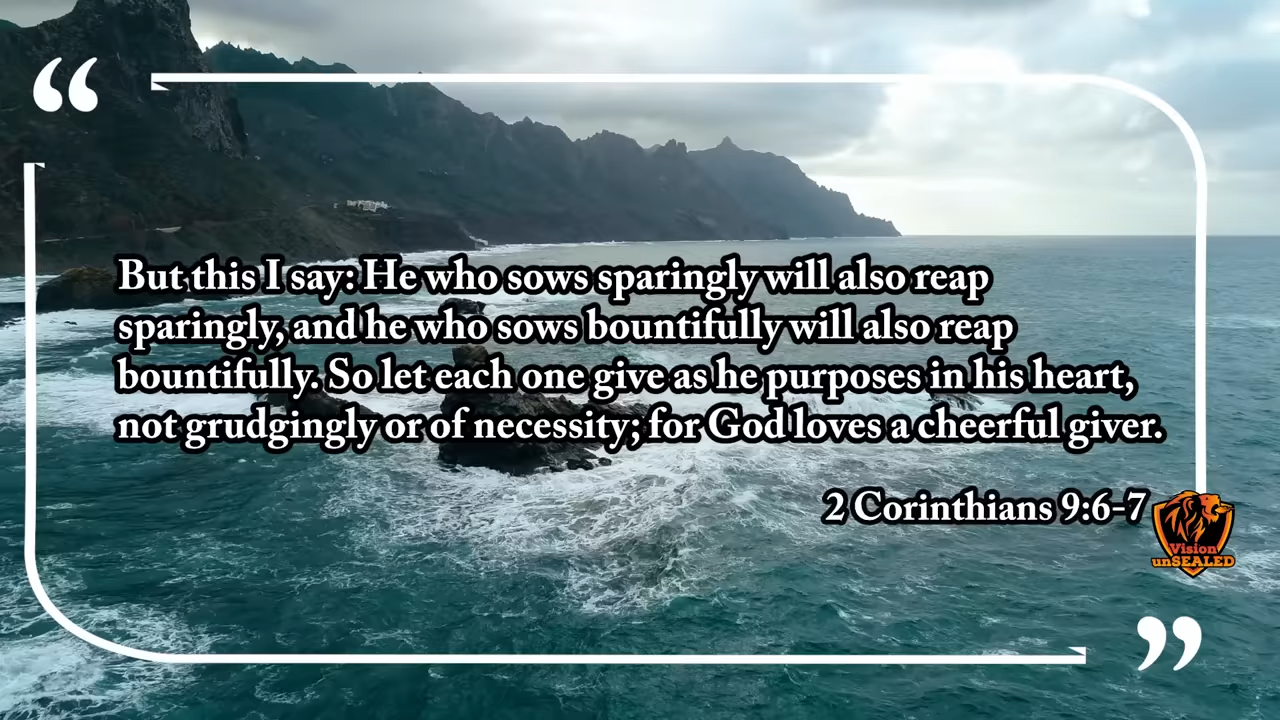 “
But this I say: He who sows sparingly will also reap
sparingly, and he who sows bountifully will also reap
bountifully. So let each one give as he purposes in his heart,
not grudgingly or of necessity; for God loves a cheerful giver.
2 Corinthians 9:6-7
Vision
unSEALED
”